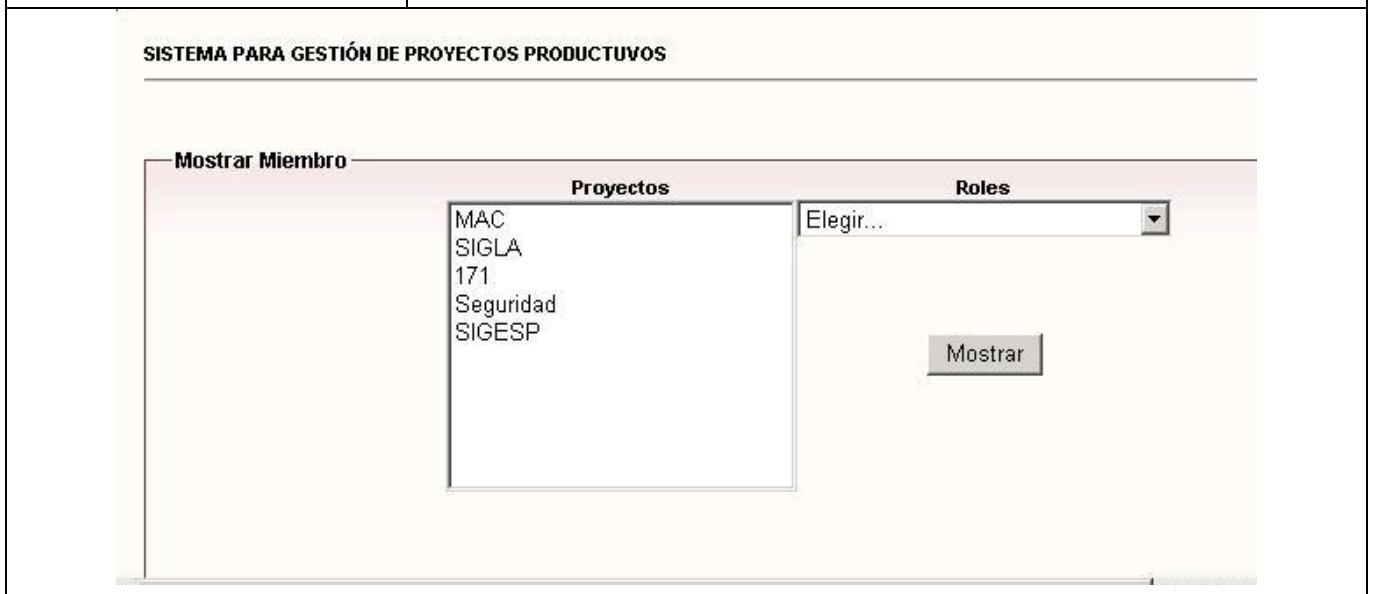 SISTEMA PARA GESTIÓN DE PROYECTOS PRODUCTUVOS
Mostrar Miembro
Proyectos Roles
MAC Elegir...
SIGLA
171
Seguridad
SIGESP
Mostrar